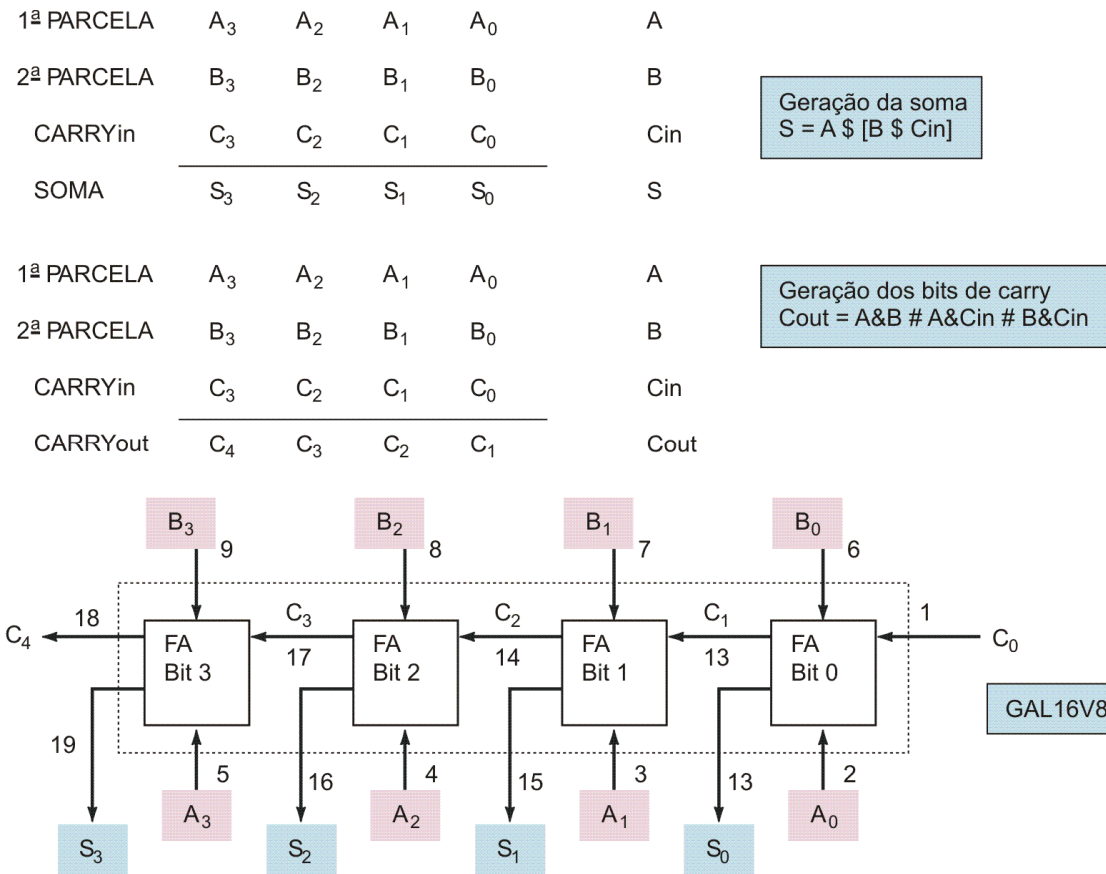 1ª PARCELA A3 A2 A1 A0 A
2ª PARCELA B3 B2 B1 B0 B
CARRYin C3 C2 C1 C0 Cin
SOMA S3 S2 S1 S0 S
Geração da soma
S = A $ [B $ Cin]
1ª PARCELA A3 A2 A1 A0 A
2ª PARCELA B3 B2 B1 B0 B
CARRYin C3 C2 C1 C0 Cin
CARRYout C4 C3 C2 C1 Cout
Geração dos bits de carry
Cout = A&B # A&Cin # B&Cin
B3 B2 B1 B0
9 8 7 6
C4 18 C3 C2 C1 1 C0
17 14 13
FA
Bit 3
FA
Bit 2
FA
Bit 1
FA
Bit 0
GAL16V8
19 5 16 4 15 3 13 2
A3 A2 A1 A0
S3 S2 S1 S0